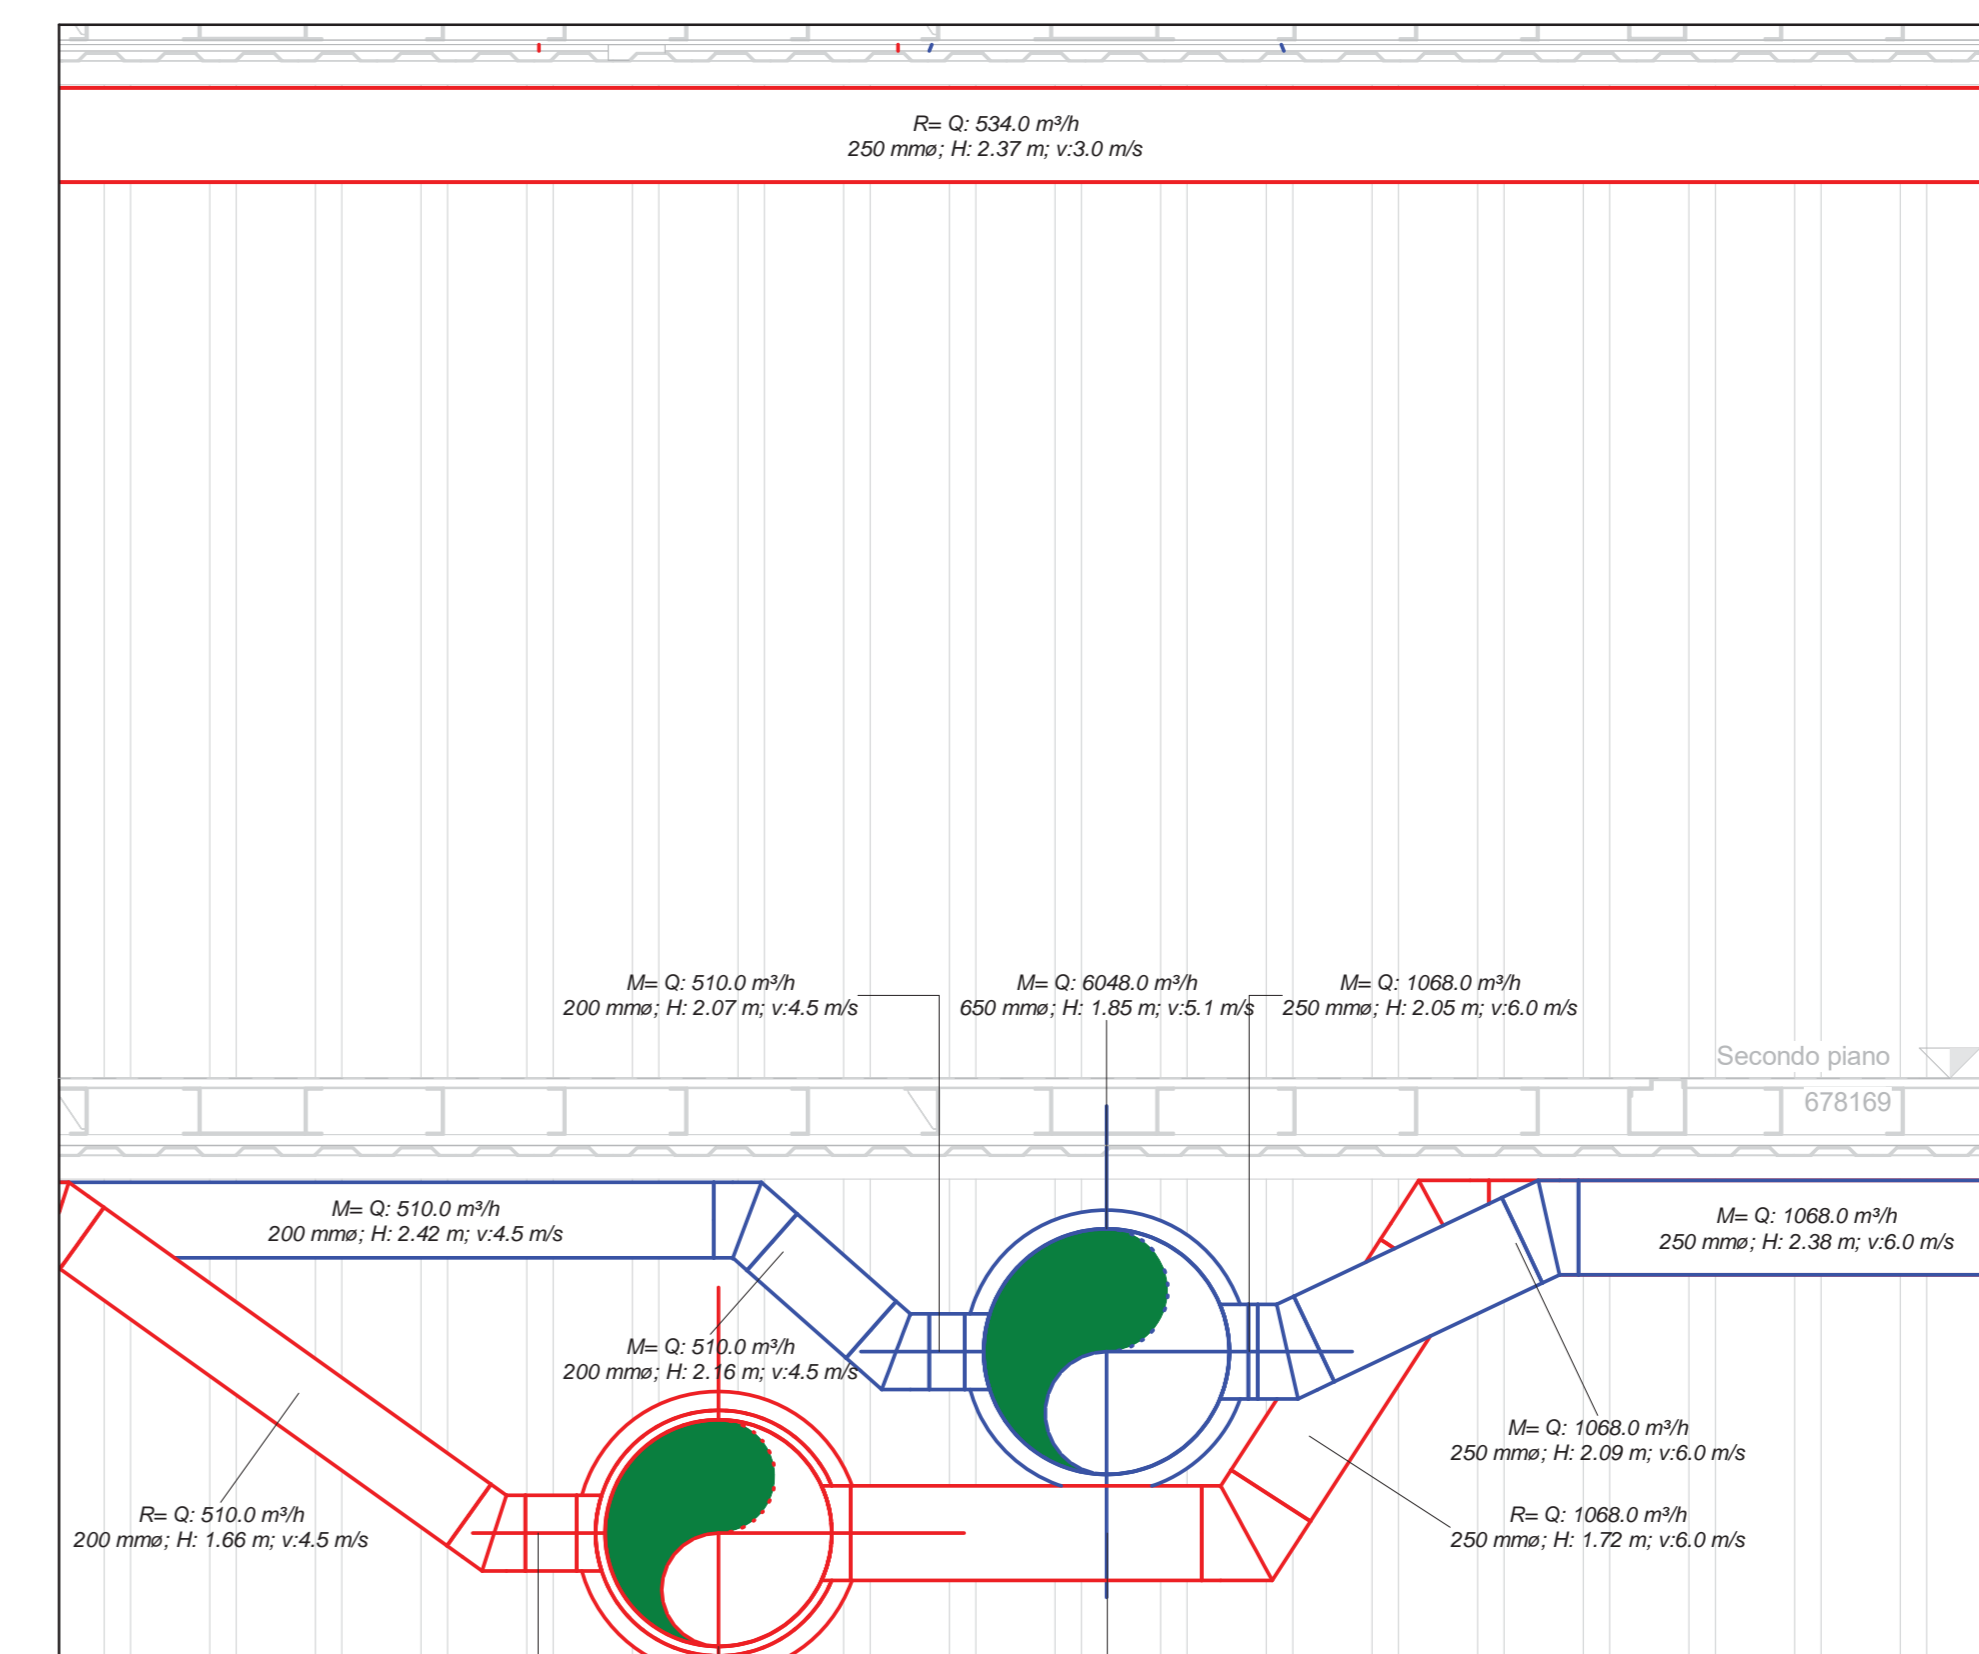 R= Q: 534.0 m³/h
250 mmø; H: 2.37 m; v:3.0 m/s
M= Q: 510.0 m³/h
200 mmø; H: 2.07 m; v:4.5 m/s
M= Q: 6048.0 m³/h
650 mmø; H: 1.85 m; v:5.1 m/s
M= Q: 1068.0 m³/h
250 mmø; H: 2.05 m; v:6.0 m/s
Secondo piano
678169
M= Q: 510.0 m³/h
200 mmø; H: 2.42 m; v:4.5 m/s
M= Q: 1068.0 m³/h
250 mmø; H: 2.38 m; v:6.0 m/s
M= Q: 510.0 m³/h
200 mmø; H: 2.16 m; v:4.5 m/s
M= Q: 1068.0 m³/h
250 mmø; H: 2.09 m; v:6.0 m/s
R= Q: 510.0 m³/h
200 mmø; H: 1.66 m; v:4.5 m/s
R= Q: 1068.0 m³/h
250 mmø; H: 1.72 m; v:6.0 m/s